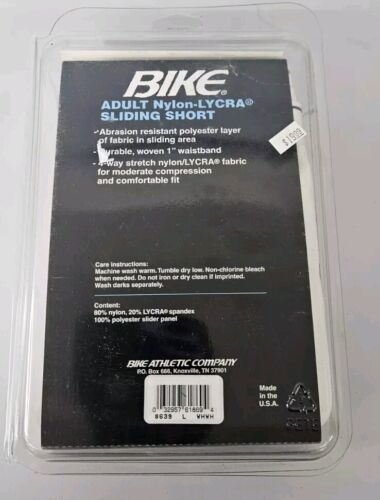 BIKE®
ADULT Nylon-LYCRA®
SLIDING SHORT
$19.99
Abrasion resistant polyester layer
of fabric in sliding area
Durable, woven 1" waistband
4-way stretch nylon/LYCRA® fabric
for moderate compression
and comfortable fit
Care instructions:
Machine wash warm. Tumble dry low. Non-chlorine bleach
when needed. Do not iron or dry clean if imprinted.
Wash darks separately.
Content:
80% nylon, 20% LYCRA® spandex
100% polyester slider panel
BIKE ATHLETIC COMPANY
P.O. Box 666, Knoxville, TN 37901
0 32957 61809 4
8639 L WHWH
Made
in the
U.S.A.